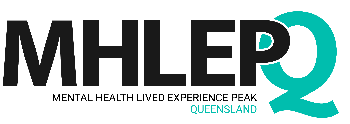 MHLEPQ
MENTAL HEALTH LIVED EXPERIENCE PEAK
QUEENSLAND